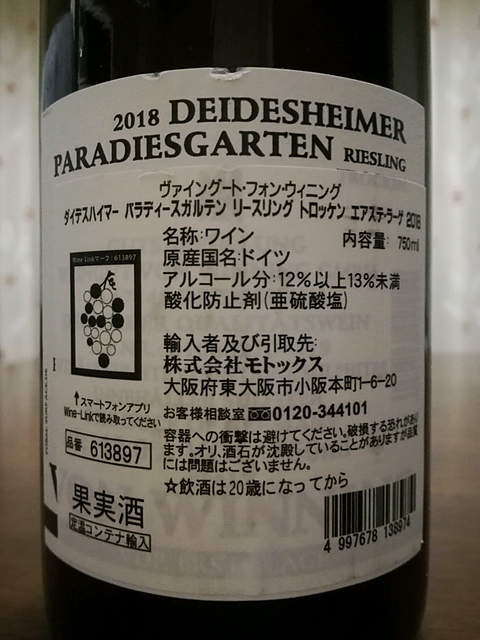 2018 DEIDESHEIMER
PARADIESGARTEN RIESLING
ヴァイングート・フォン・ウィニング
ダイデスハイマー パラディースガルテン リースリング トロッケン エアステ・ラーゲ 2018
名称:ワイン 内容量: 750ml
原産国名:ドイツ
アルコール分:12%以上13%未満
酸化防止剤(亜硫酸塩)
Wine Linkマーク:613897
輸入者及び引取先:
株式会社モトックス
大阪府東大阪市小阪本町1-6-20
↑スマートフォンアプリ
Wine-Linkで読み取ってください
お客様相談室 0120-344101
容器への衝撃は避けてください。破損する恐れがあり
ます。オリ、酒石が沈殿していることがありますが品質
には問題はございません。
品番 613897
☆飲酒は20歳になってから
果実酒
定温コンテナ輸入
4 997678 138974